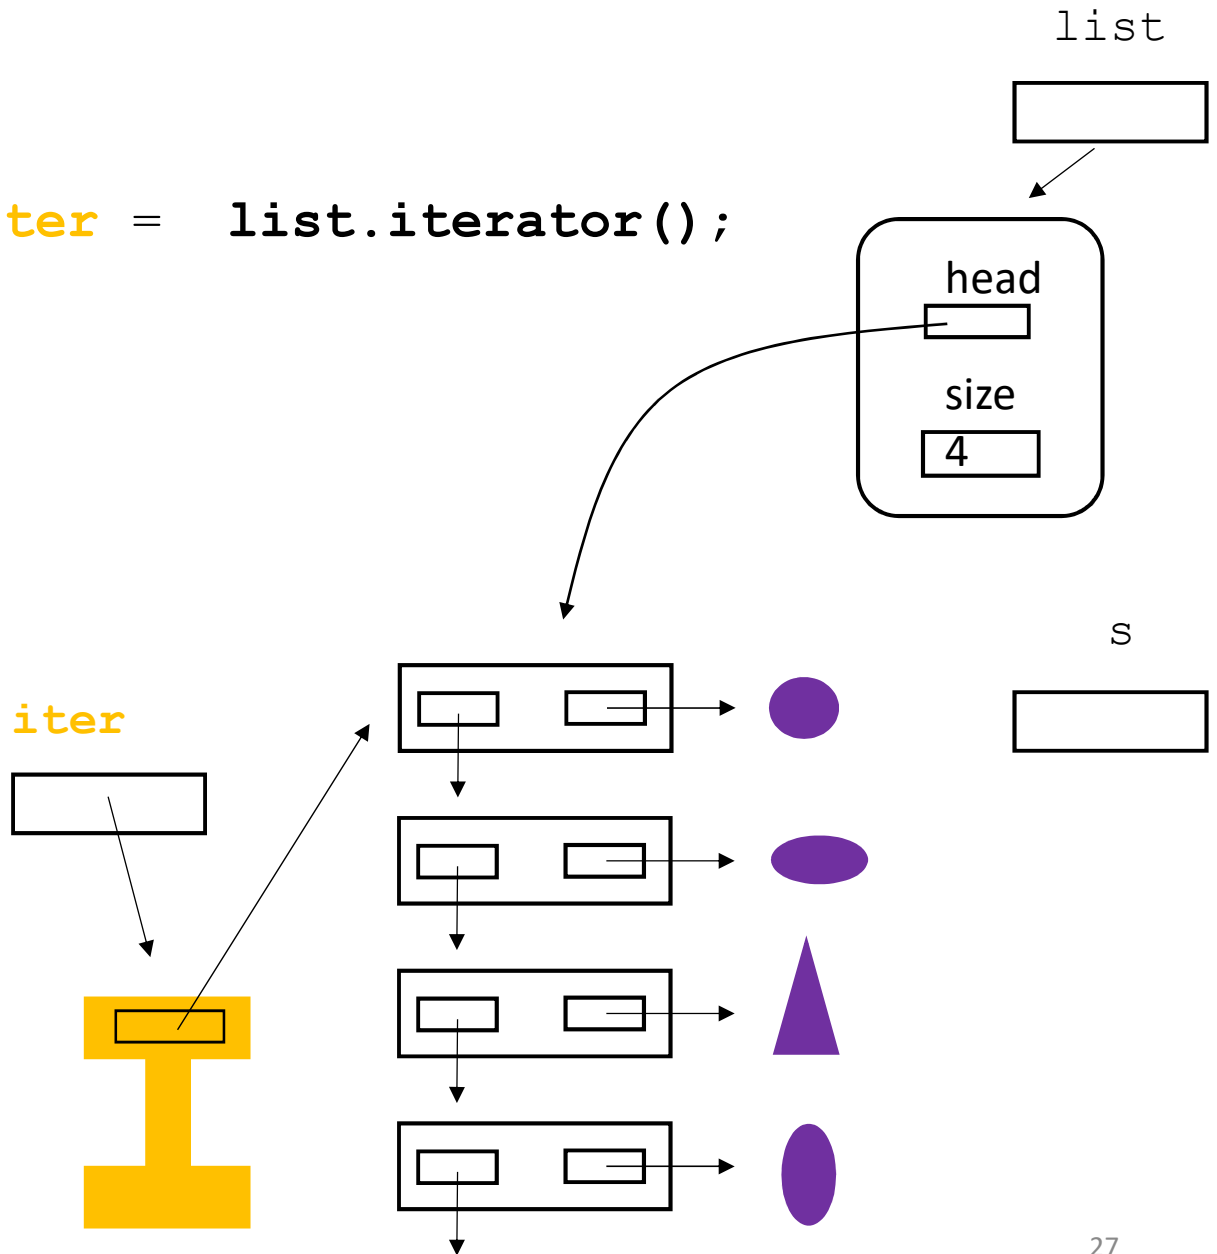 list
ter = list.iterator();
head
size
4
s
iter
27